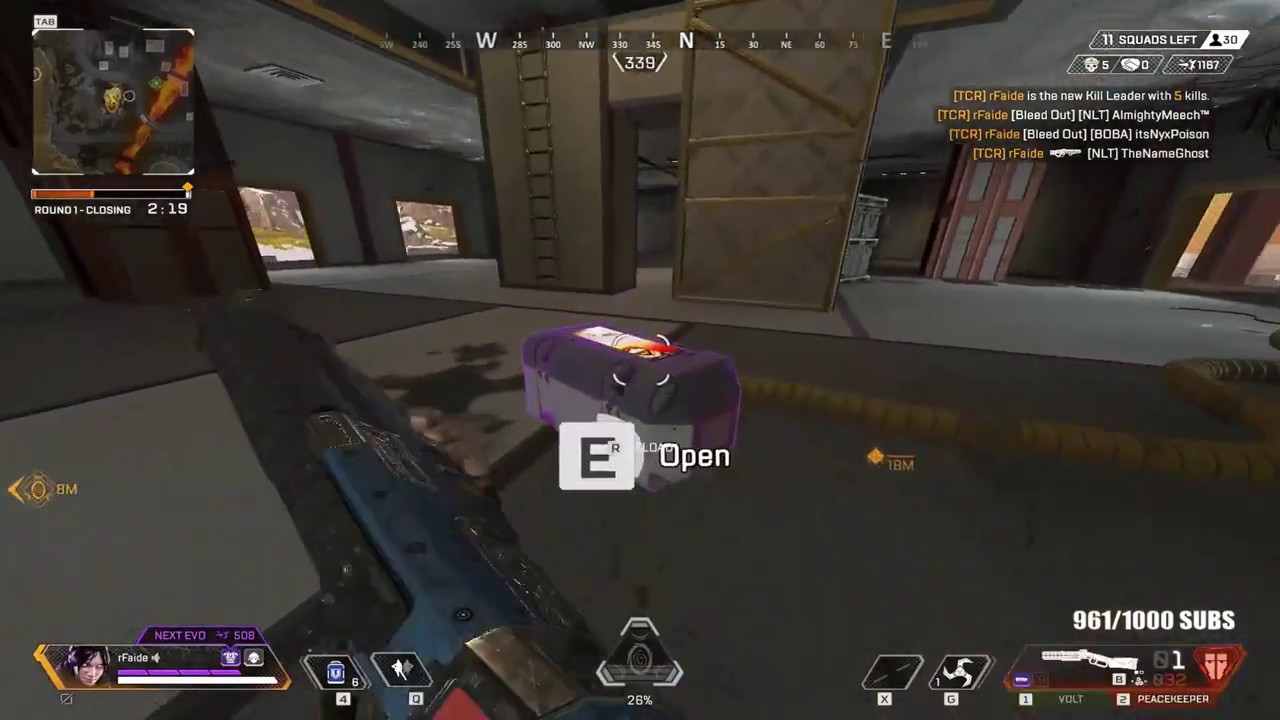 TAB
SW 240 255 W 285 300 NW 330 345 N 15 30 NE 60 75 E
339
11 SQUADS LEFT 30
5 0 1167
[TCR] rFaide is the new Kill Leader with 5 kills.
[TCR] rFaide [Bleed Out] [NLT] AlmightyMeech™
[TCR] rFaide [Bleed Out] [BOBA] itsNyxPoison
[TCR] rFaide [NLT] TheNameGhost
ROUND 1 - CLOSING 2:19
E Open
R
8M
18M
961/1000 SUBS
NEXT EVO 508
rFaide
6
4
Q
26%
X
1
G
01
B 032
1 VOLT
2 PEACEKEEPER